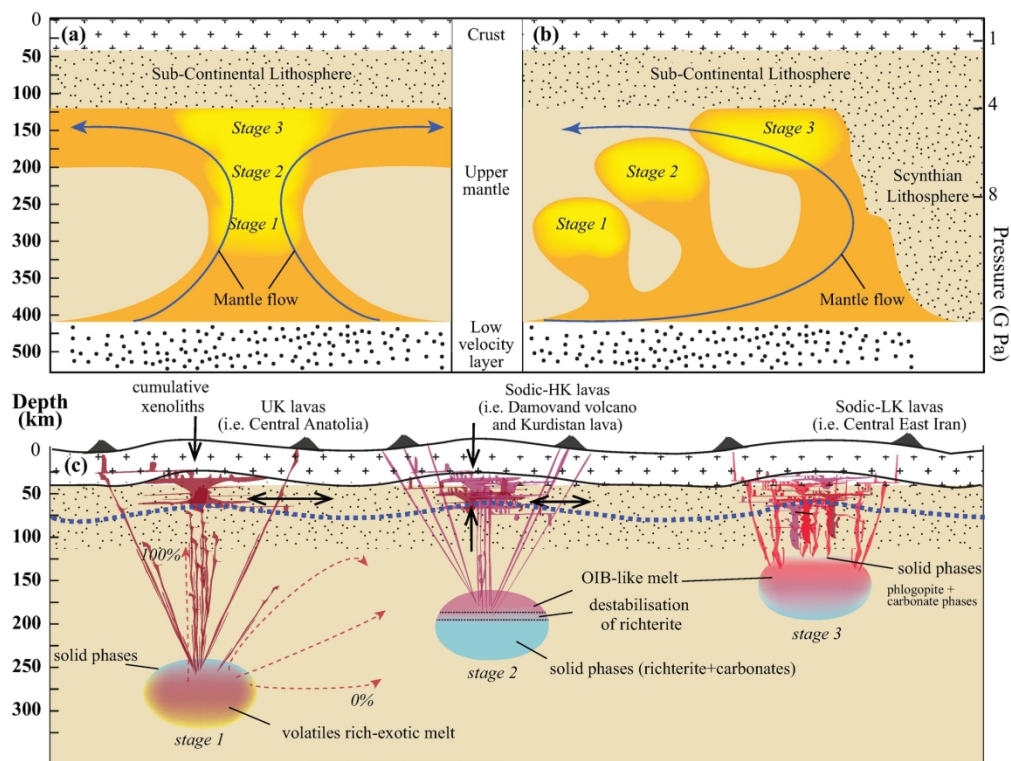 0
50
100
150
200
250
300
350
400
500
(a)
Sub-Continental Lithosphere
Stage 3
Stage 2
Stage 1
Mantle flow
Crust
Upper
mantle
Low
velocity
layer
(b)
Sub-Continental Lithosphere
Stage 3
Stage 2
Stage 1
Scynthian
Lithosphere
Mantle flow
1
4
8
Pressure (G Pa)
Depth
(km)
cumulative
xenoliths
UK lavas
(i.e. Central Anatolia)
Sodic-HK lavas
(i.e. Damovand volcano
and Kurdistan lava)
Sodic-LK lavas
(i.e. Central East Iran)
0
50
100
150
200
250
300
(c)
100%
0%
solid phases
volatiles rich-exotic melt
stage 1
OIB-like melt
destabilisation
of richterite
solid phases (richterite+carbonates)
stage 2
solid phases
phlogopite +
carbonate phases
stage 3